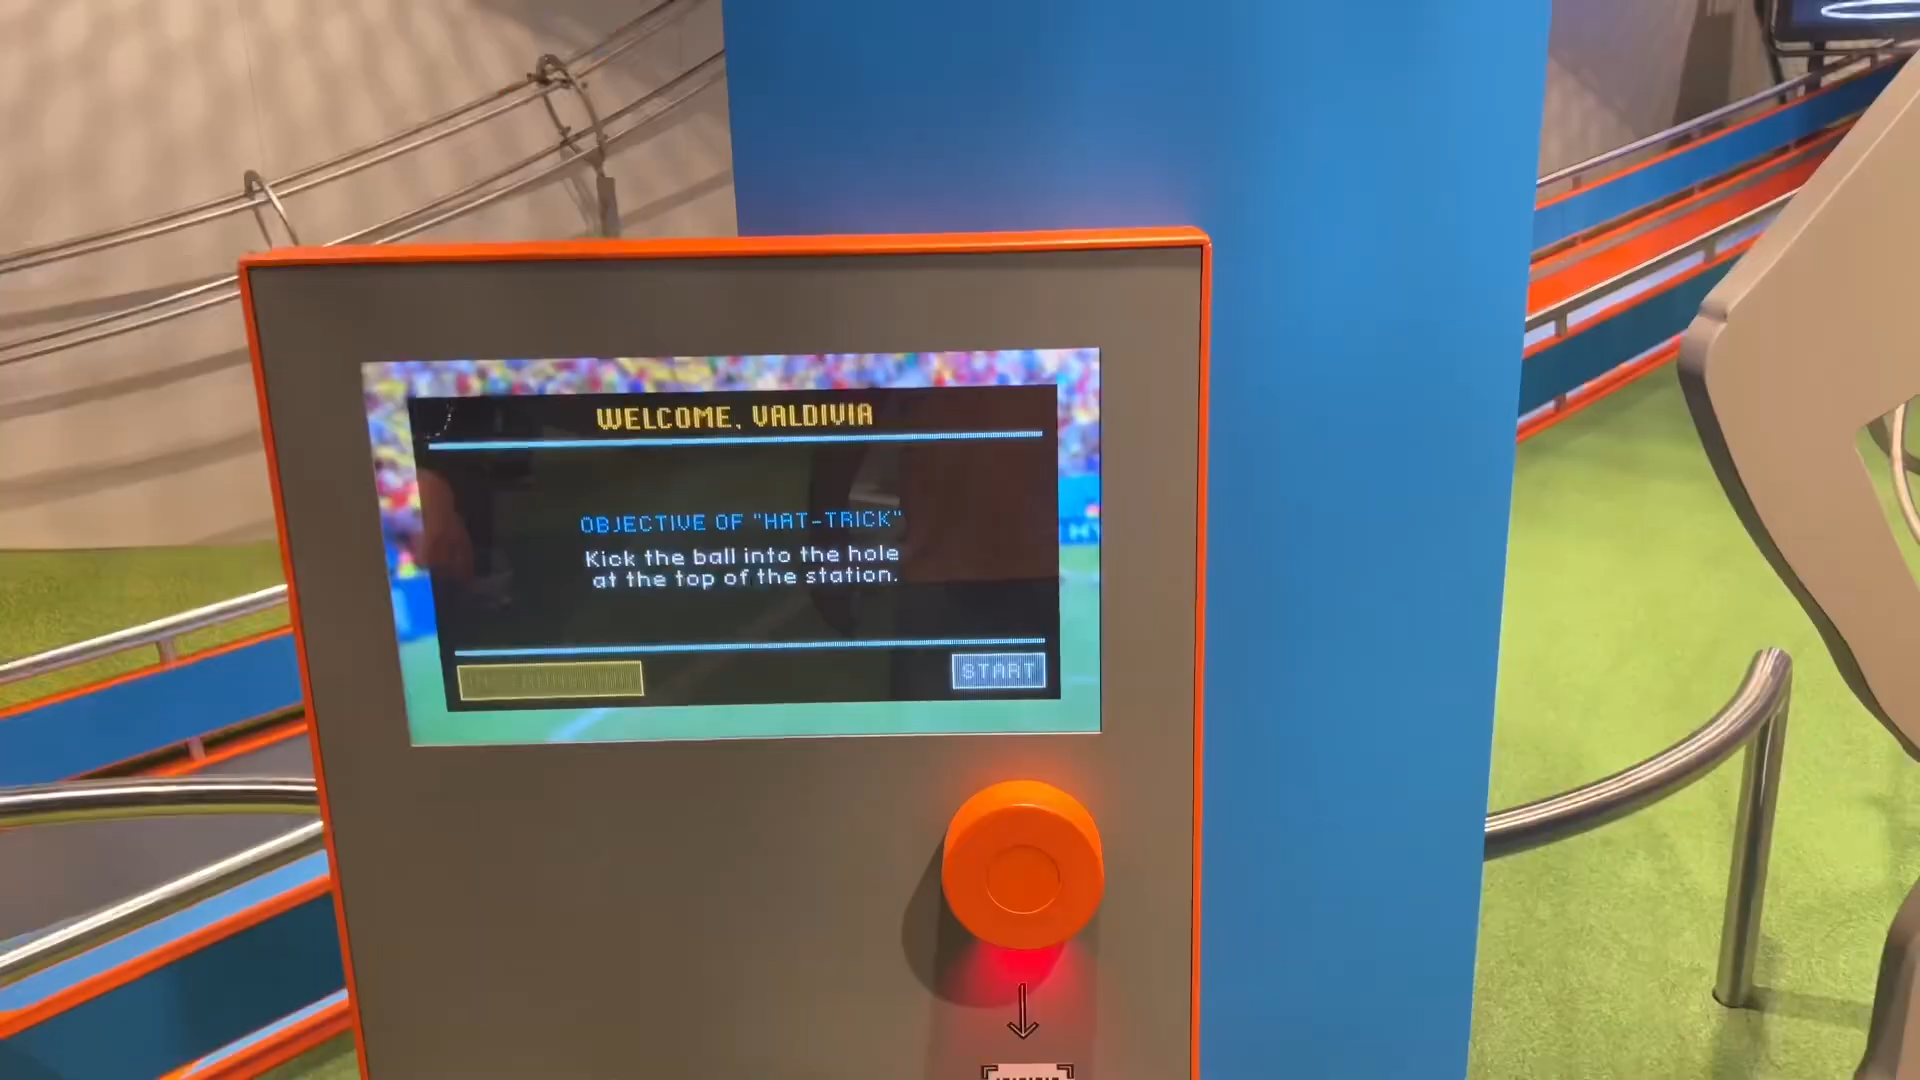 WELCOME, VALDIVIA
OBJECTIVE OF "HAT-TRICK"
Kick the ball into the hole
at the top of the station.
START